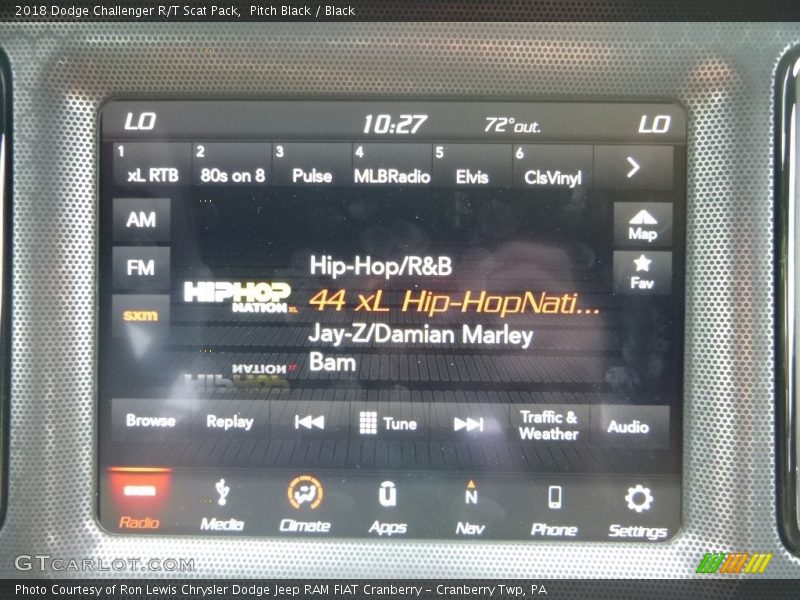 2018 Dodge Challenger R/T Scat Pack,  Pitch Black / Black
LO 10:27 72° out. LO
1 xL RTB 2 80s on 8 3 Pulse 4 MLBRadio 5 Elvis 6 ClsVinyl >
AM
Map
FM
Fav
sxm
Hip-Hop/R&B
HIPHOP NATION XL
44 xL Hip-HopNati...
Jay-Z/Damian Marley
Bam
Browse Replay Tune Traffic & Weather Audio
sxm
N
Radio Media Climate Apps Nav Phone Settings
GTcarlot.com
Photo Courtesy of Ron Lewis Chrysler Dodge Jeep RAM FIAT Cranberry – Cranberry Twp, PA